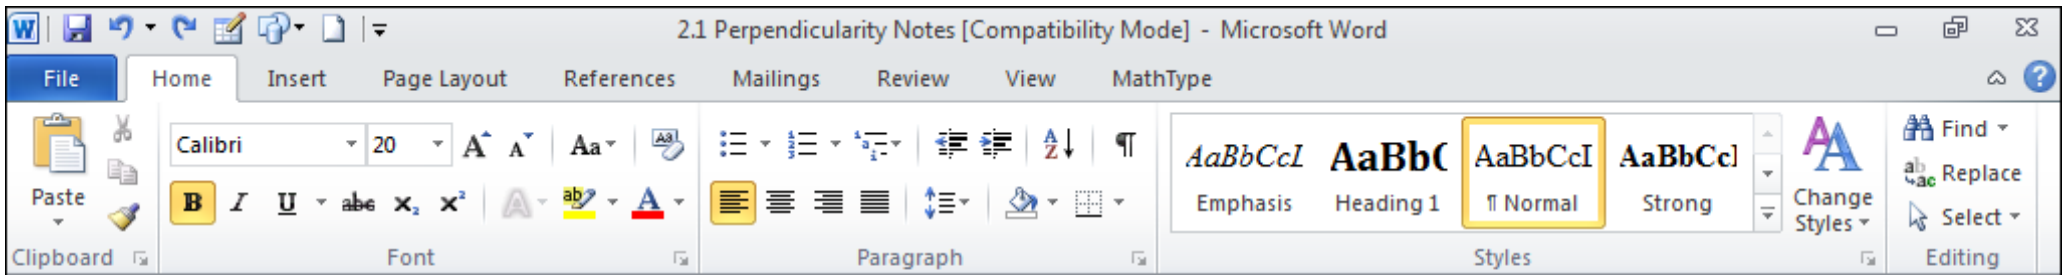 2.1 Perpendicularity Notes [Compatibility Mode] - Microsoft Word
File Home Insert Page Layout References Mailings Review View MathType
Calibri 20 Aa AaBbCcI AaBb( AaBbCcI AaBbCcl Find
Replace
Paste B I U abc x₂ x² ab A Emphasis Heading 1 ¶ Normal Strong Change Styles Select
Clipboard Font Paragraph Styles Editing